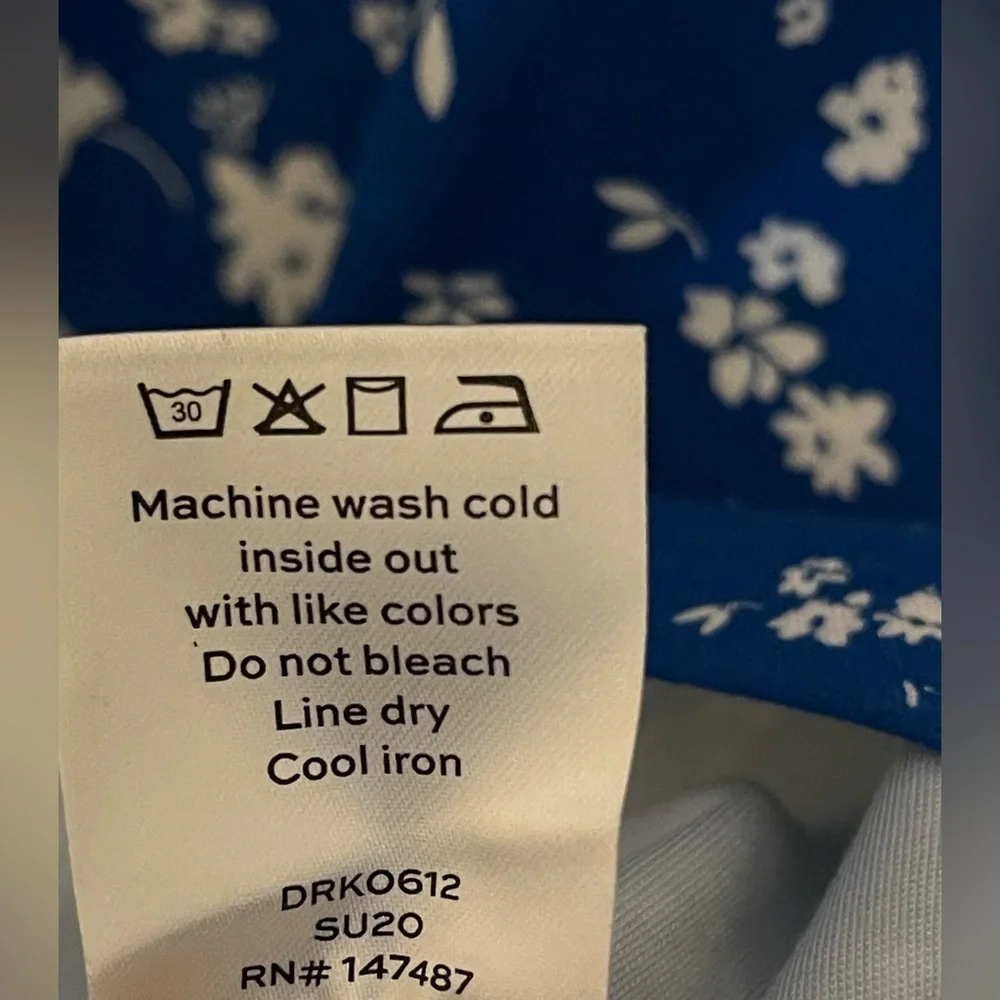 30
Machine wash cold
inside out
with like colors
Do not bleach
Line dry
Cool iron
DRKO612
SU20
RN# 147487